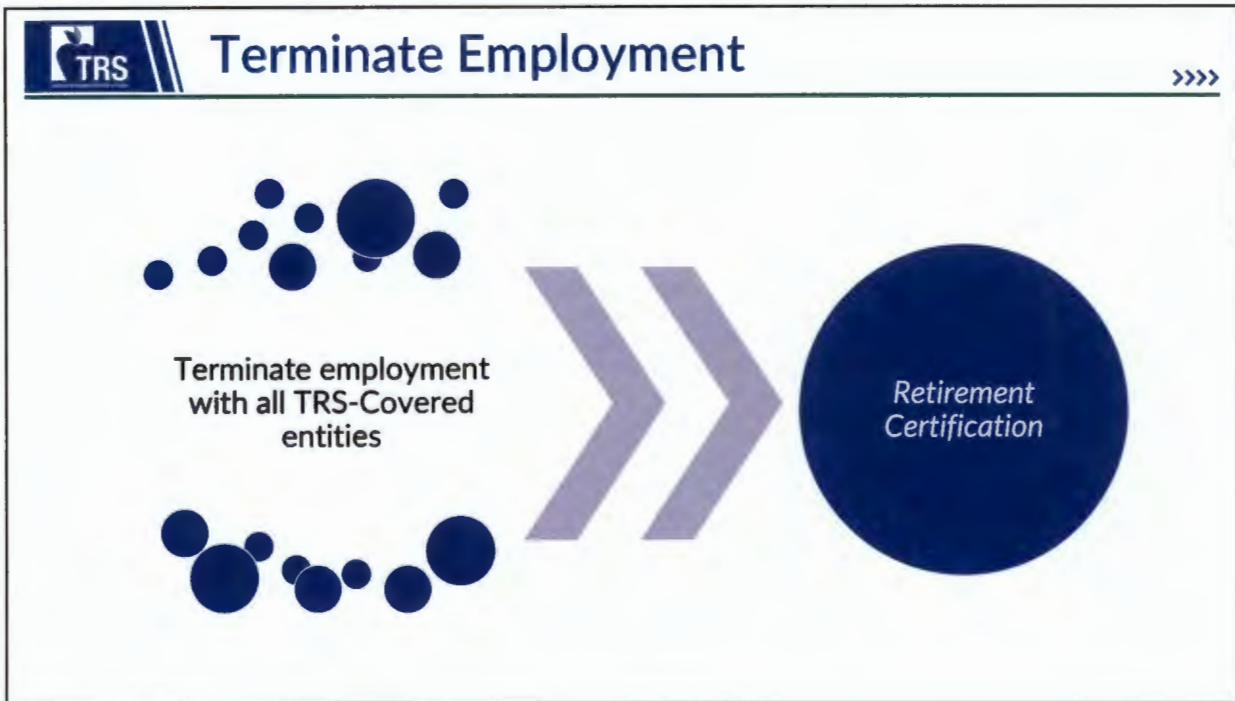 TRS
Terminate Employment
>>>>
Terminate employment
with all TRS-Covered
entities
Retirement
Certification